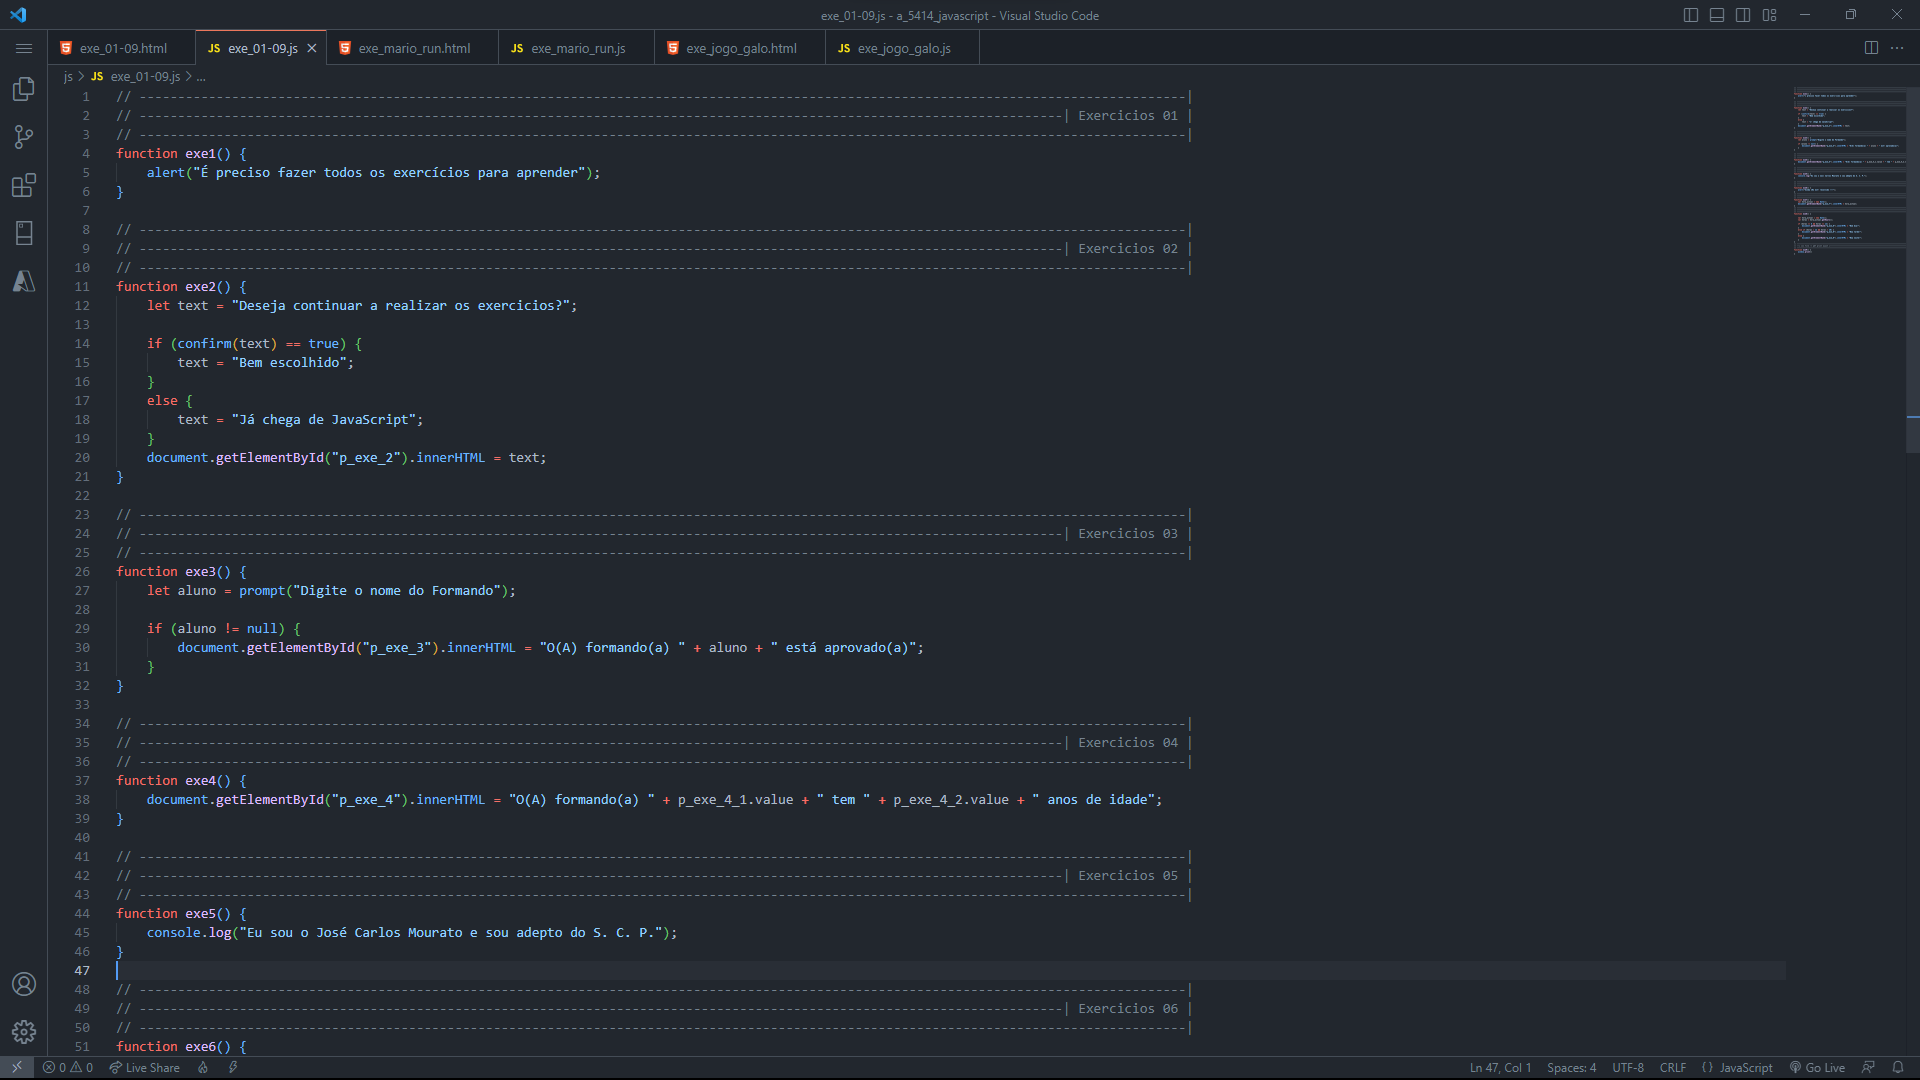 exe_01-09.js - a_5414_javascript - Visual Studio Code
exe_01-09.html JS exe_01-09.js exe_mario_run.html JS exe_mario_run.js exe_jogo_galo.html JS exe_jogo_galo.js
js > JS exe_01-09.js > ...
1 // ----------------------------------------------------------------------------------------------------------------------------------------|
2 // ------------------------------------------------------------------------------------------------------------------------| Exercicios 01 |
3 // ----------------------------------------------------------------------------------------------------------------------------------------|
4 function exe1() {
5 alert("É preciso fazer todos os exercícios para aprender");
6 }
7
8 // ----------------------------------------------------------------------------------------------------------------------------------------|
9 // ------------------------------------------------------------------------------------------------------------------------| Exercicios 02 |
10 // ----------------------------------------------------------------------------------------------------------------------------------------|
11 function exe2() {
12 let text = "Deseja continuar a realizar os exercicios?";
13
14 if (confirm(text) == true) {
15 text = "Bem escolhido";
16 }
17 else {
18 text = "Já chega de JavaScript";
19 }
20 document.getElementById("p_exe_2").innerHTML = text;
21 }
22
23 // ----------------------------------------------------------------------------------------------------------------------------------------|
24 // ------------------------------------------------------------------------------------------------------------------------| Exercicios 03 |
25 // ----------------------------------------------------------------------------------------------------------------------------------------|
26 function exe3() {
27 let aluno = prompt("Digite o nome do Formando");
28
29 if (aluno != null) {
30 document.getElementById("p_exe_3").innerHTML = "O(A) formando(a) " + aluno + " está aprovado(a)";
31 }
32 }
33
34 // ----------------------------------------------------------------------------------------------------------------------------------------|
35 // ------------------------------------------------------------------------------------------------------------------------| Exercicios 04 |
36 // ----------------------------------------------------------------------------------------------------------------------------------------|
37 function exe4() {
38 document.getElementById("p_exe_4").innerHTML = "O(A) formando(a) " + p_exe_4_1.value + " tem " + p_exe_4_2.value + " anos de idade";
39 }
40
41 // ----------------------------------------------------------------------------------------------------------------------------------------|
42 // ------------------------------------------------------------------------------------------------------------------------| Exercicios 05 |
43 // ----------------------------------------------------------------------------------------------------------------------------------------|
44 function exe5() {
45 console.log("Eu sou o José Carlos Mourato e sou adepto do S. C. P.");
46 }
47
48 // ----------------------------------------------------------------------------------------------------------------------------------------|
49 // ------------------------------------------------------------------------------------------------------------------------| Exercicios 06 |
50 // ----------------------------------------------------------------------------------------------------------------------------------------|
51 function exe6() {
0 0 Live Share Ln 47, Col 1 Spaces: 4 UTF-8 CRLF {} JavaScript Go Live